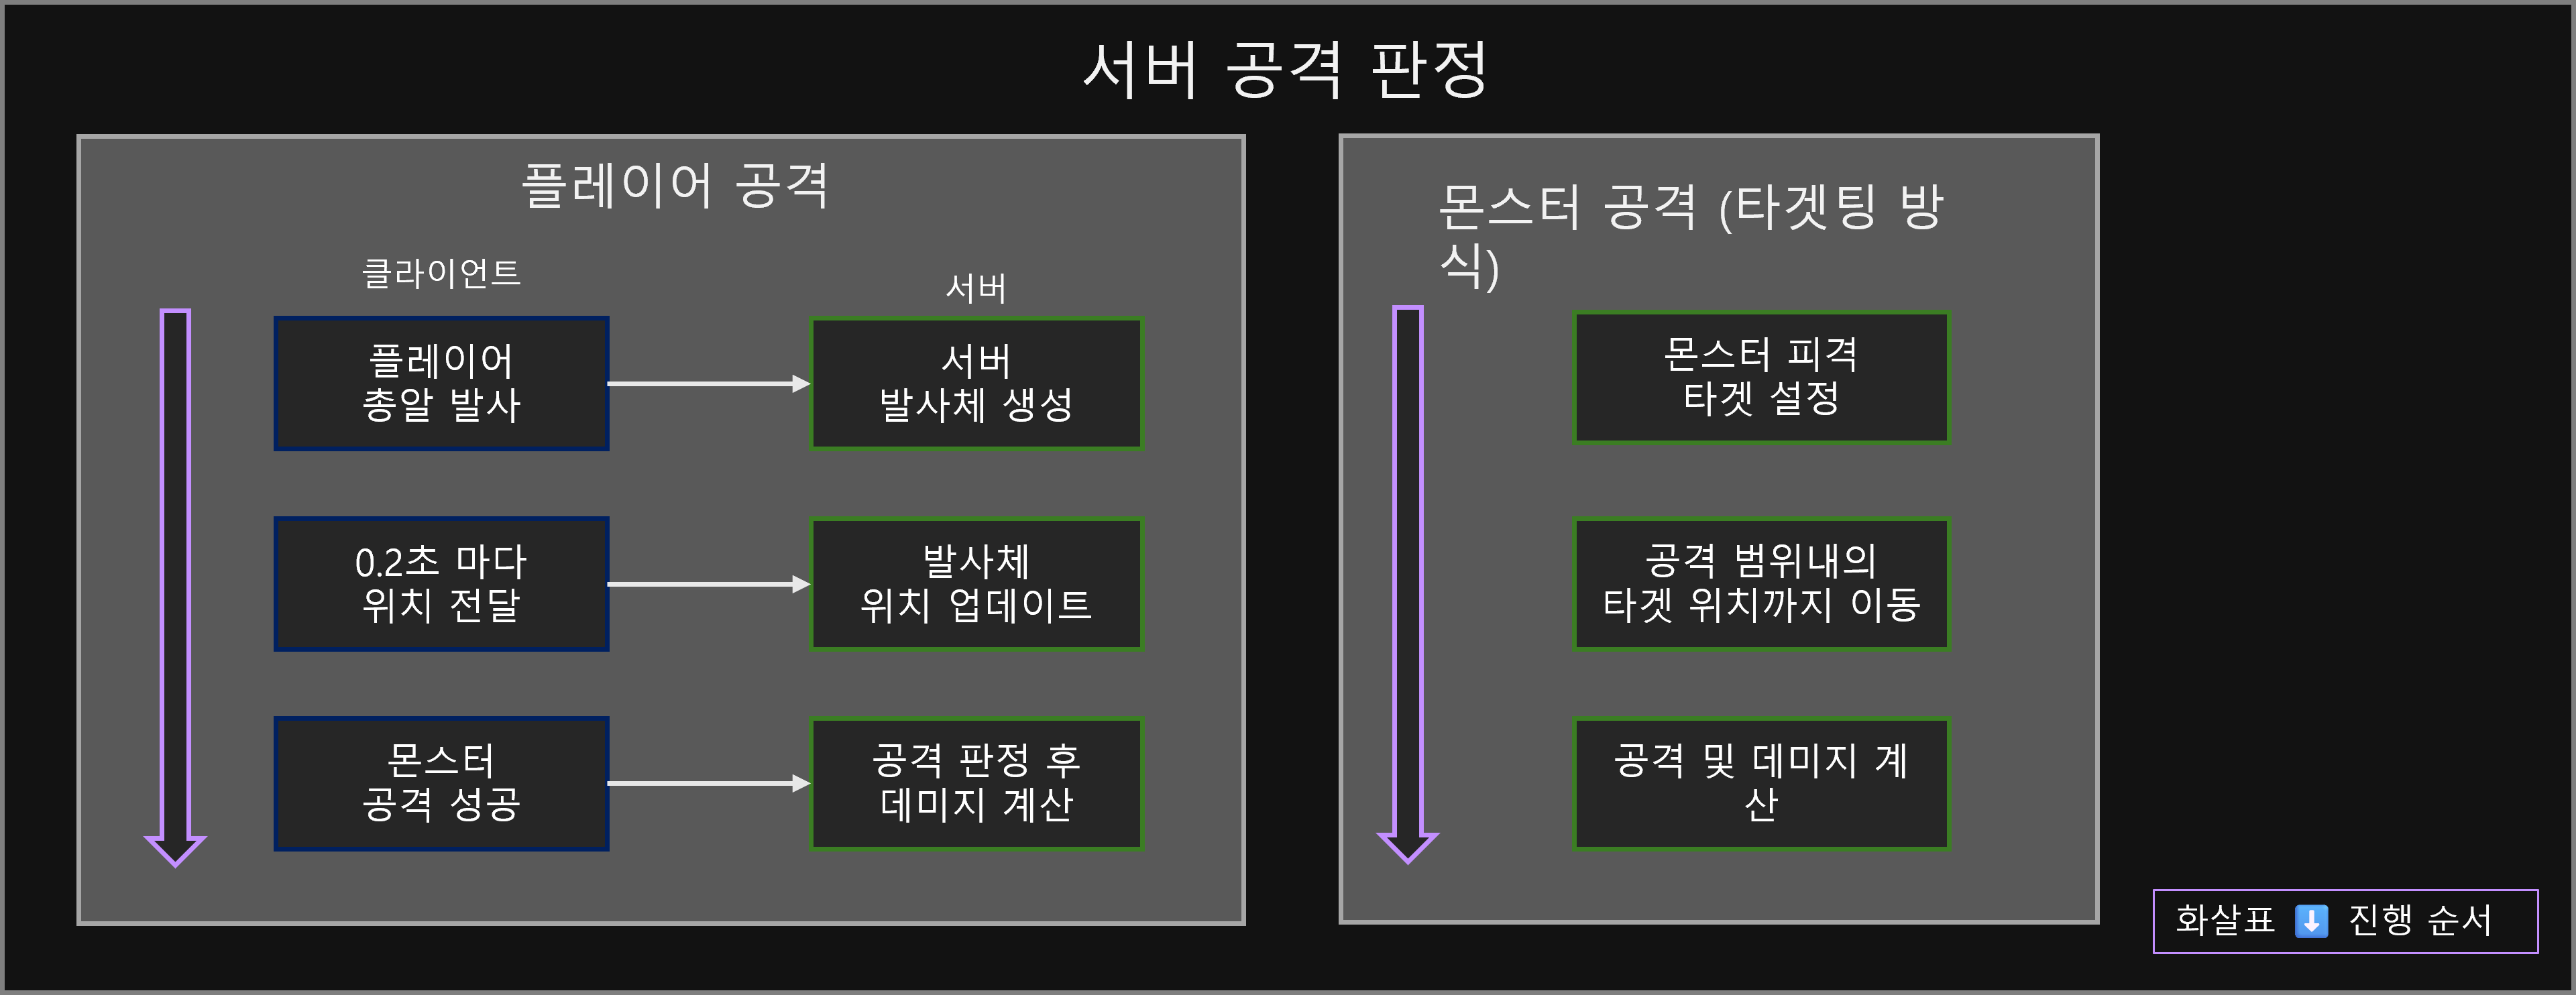 서버 공격 판정
플레이어 공격
클라이언트
서버
플레이어
총알 발사
서버
발사체 생성
0.2초 마다
위치 전달
발사체
위치 업데이트
몬스터
공격 성공
공격 판정 후
데미지 계산
몬스터 공격 (타겟팅 방
식)
몬스터 피격
타겟 설정
공격 범위내의
타겟 위치까지 이동
공격 및 데미지 계
산
화살표 ⬇️ 진행 순서